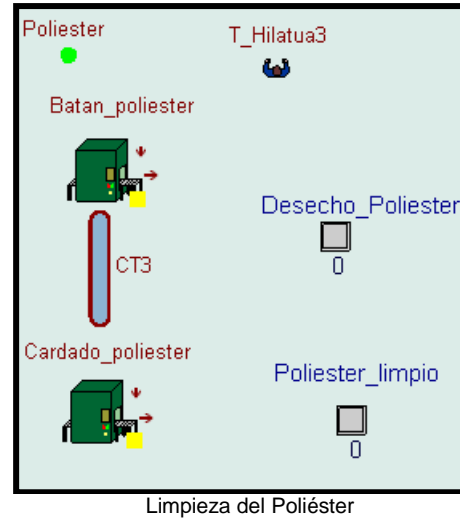 Poliester
T_Hilatua3
Batan_poliester
Desecho_Poliester
0
CT3
Cardado_poliester
Poliester_limpio
0
Limpieza del Poliéster